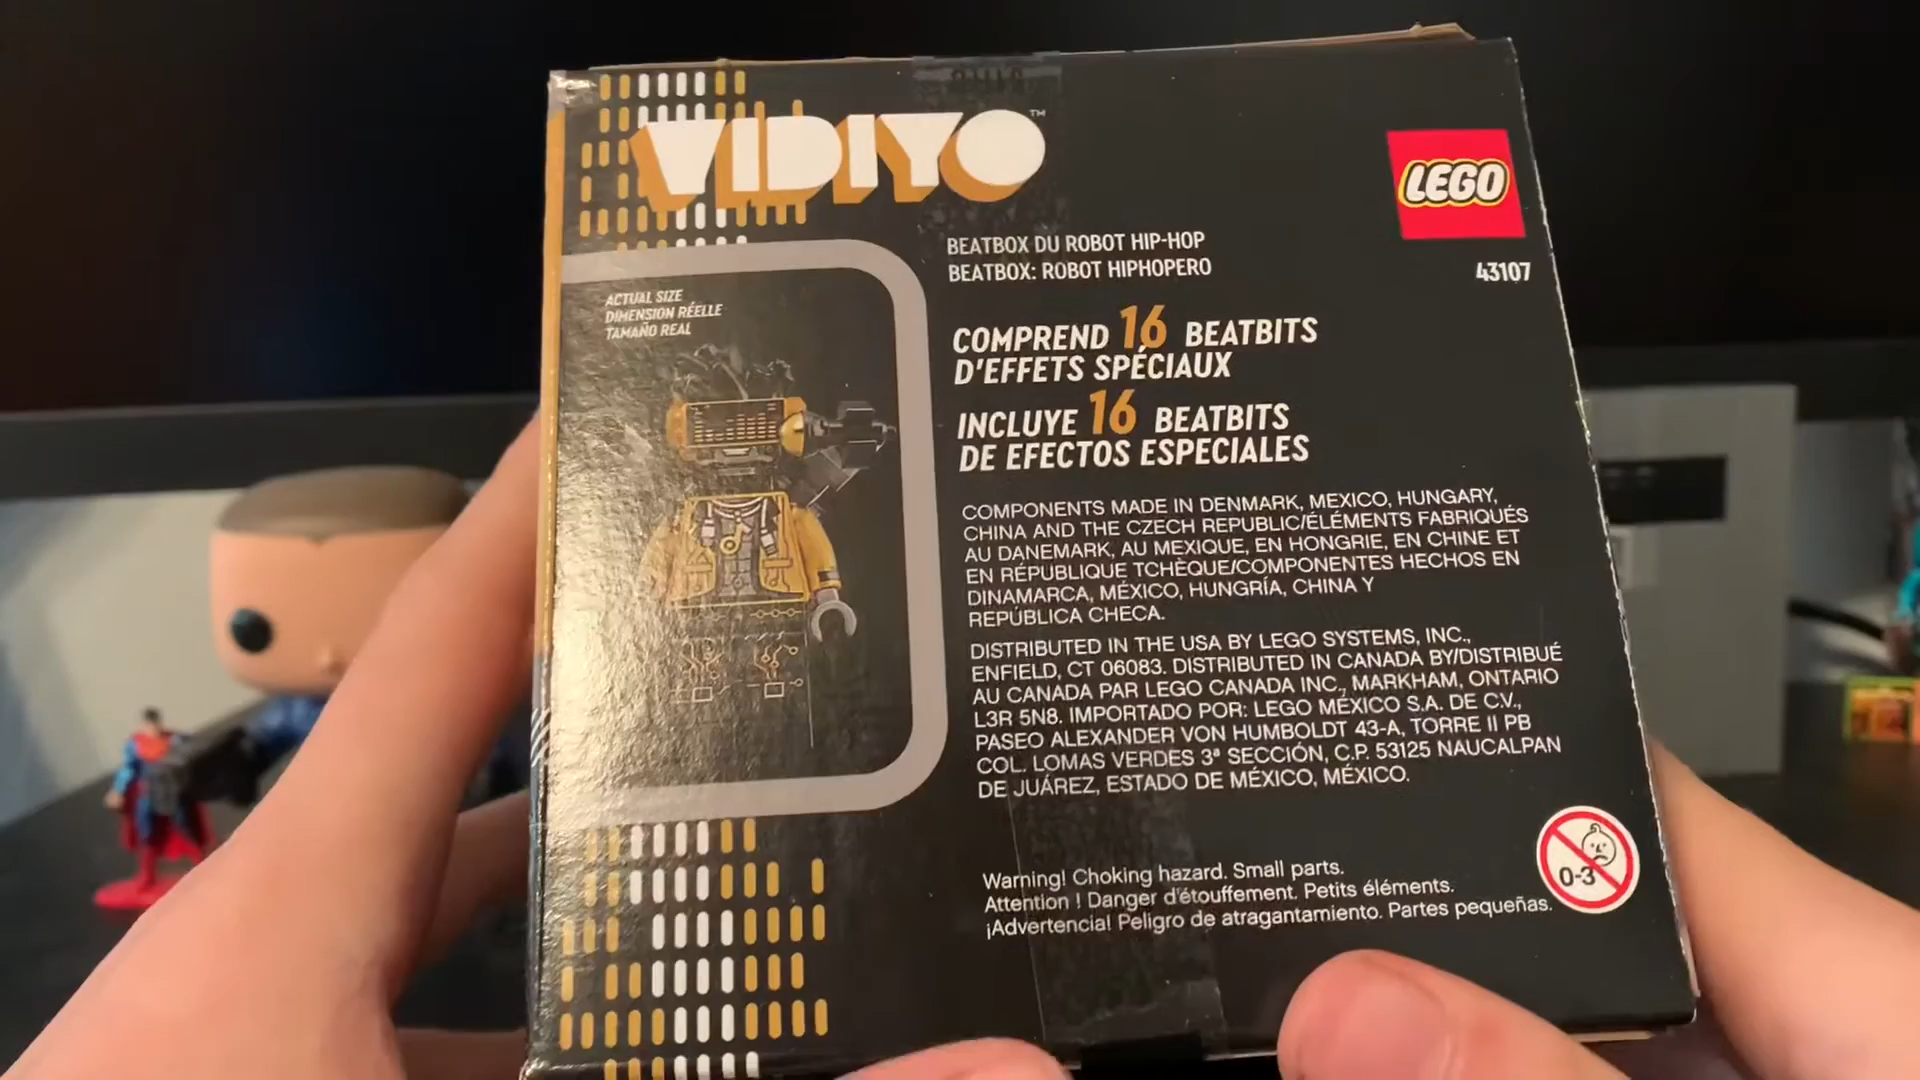 VIDIYO™
LEGO
43107
BEATBOX DU ROBOT HIP-HOP
BEATBOX: ROBOT HIPHOPERO
ACTUAL SIZE
DIMENSION RÉELLE
TAMAÑO REAL
COMPREND 16 BEATBITS
D'EFFETS SPÉCIAUX
INCLUYE 16 BEATBITS
DE EFECTOS ESPECIALES
COMPONENTS MADE IN DENMARK, MEXICO, HUNGARY,
CHINA AND THE CZECH REPUBLIC/ÉLÉMENTS FABRIQUÉS
AU DANEMARK, AU MEXIQUE, EN HONGRIE, EN CHINE ET
EN RÉPUBLIQUE TCHÈQUE/COMPONENTES HECHOS EN
DINAMARCA, MÉXICO, HUNGRÍA, CHINA Y
REPÚBLICA CHECA.
DISTRIBUTED IN THE USA BY LEGO SYSTEMS, INC.,
ENFIELD, CT 06083. DISTRIBUTED IN CANADA BY/DISTRIBUÉ
AU CANADA PAR LEGO CANADA INC., MARKHAM, ONTARIO
L3R 5N8. IMPORTADO POR: LEGO MÉXICO S.A. DE C.V.,
PASEO ALEXANDER VON HUMBOLDT 43-A, TORRE II PB
COL. LOMAS VERDES 3ª SECCIÓN, C.P. 53125 NAUCALPAN
DE JUÁREZ, ESTADO DE MÉXICO, MÉXICO.
0-3
Warning! Choking hazard. Small parts.
Attention ! Danger d'étouffement. Petits éléments.
¡Advertencia! Peligro de atragantamiento. Partes pequeñas.